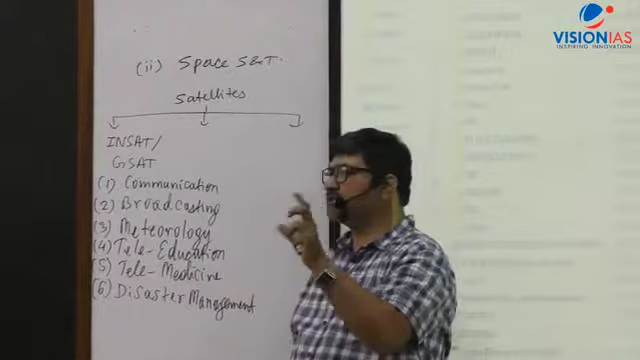 VISIONIAS
INSPIRING INNOVATION
(ii) Space S&T.
Satellites
INSAT/
GSAT
(1) Communication
(2) Broadcasting
(3) Meteorology
(4) Tele-Education
(5) Tele-Medicine
(6) Disaster Management